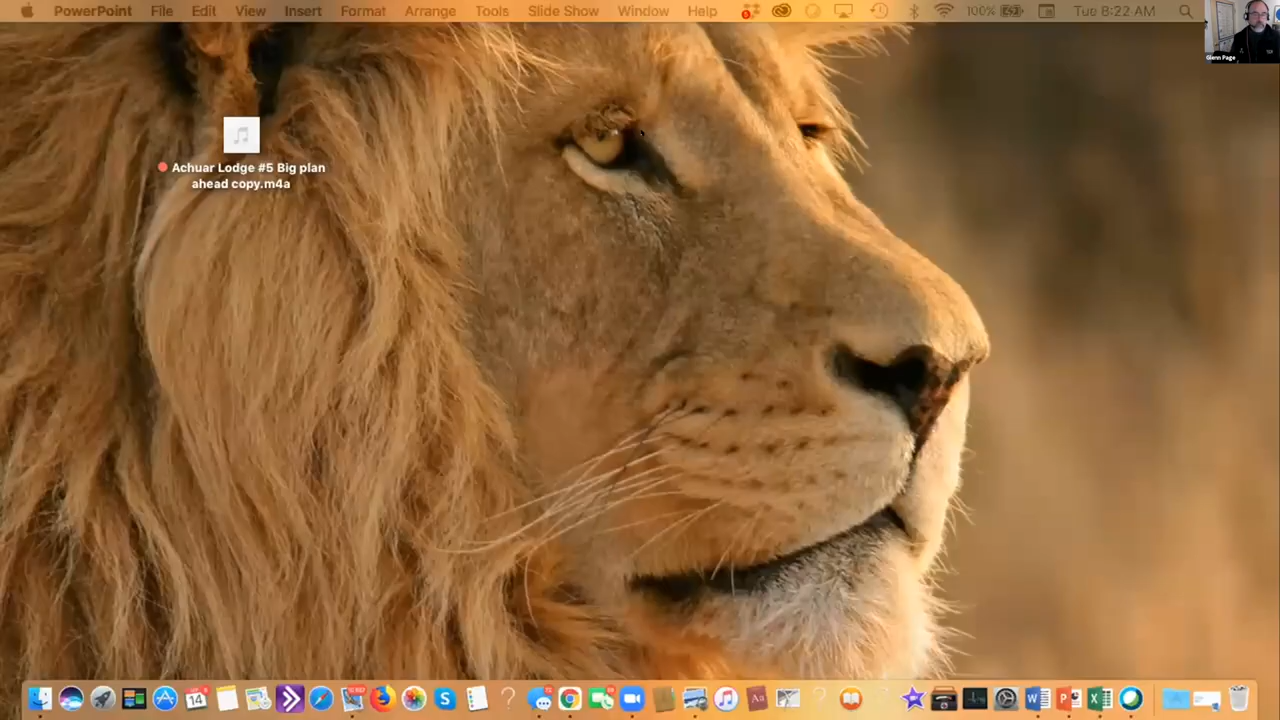 PowerPoint File Edit View Insert Format Arrange Tools Slide Show Window Help 100% Tue 8:22 AM
Glenn Page
Achuar Lodge #5 Big plan
ahead copy.m4a
14